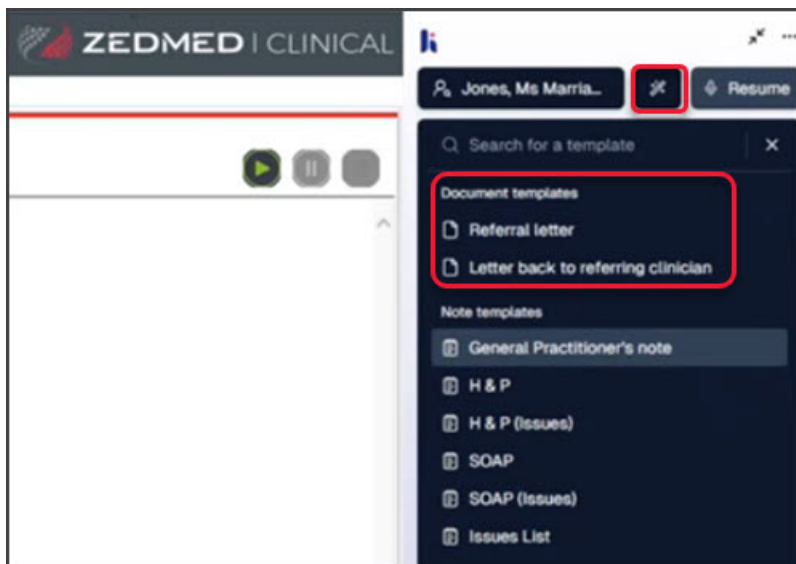 ZEDMED | CLINICAL
Jones, Ms Marria...
Resume
Search for a template
Document templates
Referral letter
Letter back to referring clinician
Note templates
General Practitioner's note
H & P
H & P (Issues)
SOAP
SOAP (Issues)
Issues List